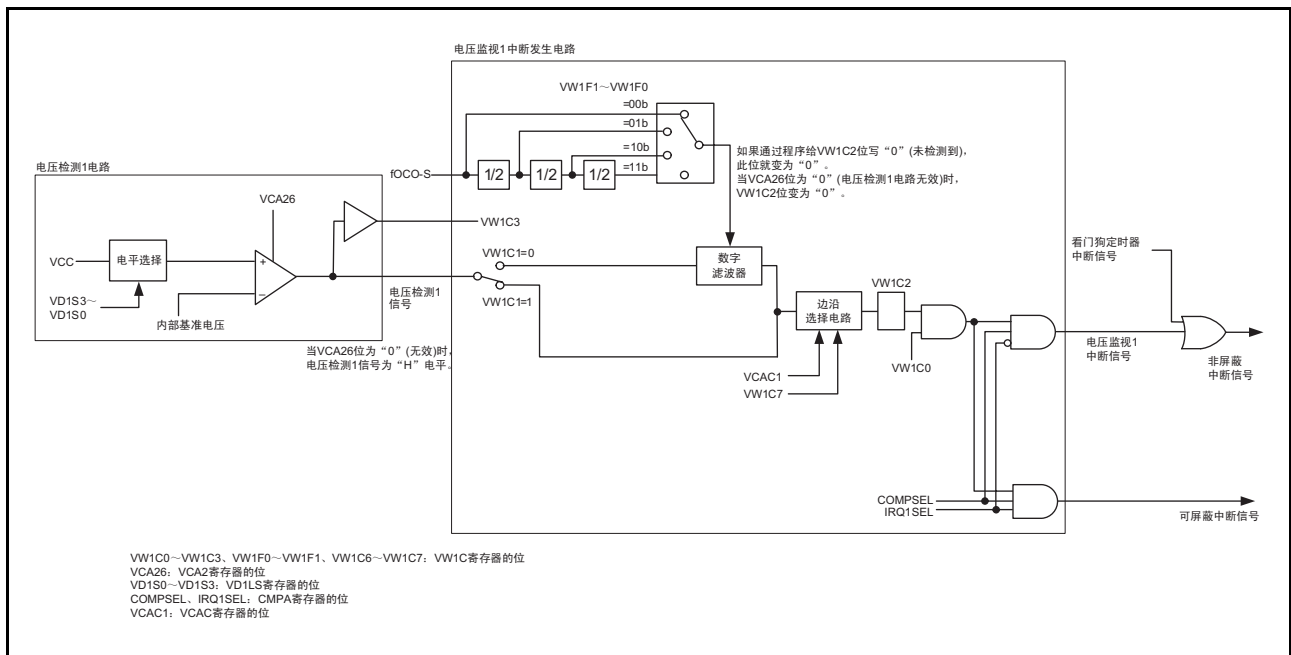 电压监视1中断发生电路
VW1F1～VW1F0
=00b
=01b
=10b
=11b
fOCO-S
1/2
1/2
1/2
如果通过程序给VW1C2位写“0”(未检测到)，
此位就变为“0”。
当VCA26位为“0”(电压检测1电路无效)时，
VW1C2位变为“0”。
电压检测1电路
VCA26
VCC
电平选择
+
−
VD1S3～
VD1S0
内部基准电压
VW1C3
电压检测1
信号
VW1C1=0
VW1C1=1
数字
滤波器
边沿
选择电路
VW1C2
VW1C0
VCAC1
VW1C7
当VCA26位为“0”(无效)时，
电压检测1信号为“H”电平。
看门狗定时器
中断信号
电压监视1
中断信号
非屏蔽
中断信号
COMPSEL
IRQ1SEL
可屏蔽中断信号
VW1C0～VW1C3、VW1F0～VW1F1、VW1C6～VW1C7：VW1C寄存器的位
VCA26：VCA2寄存器的位
VD1S0～VD1S3：VD1LS寄存器的位
COMPSEL、IRQ1SEL：CMPA寄存器的位
VCAC1：VCAC寄存器的位